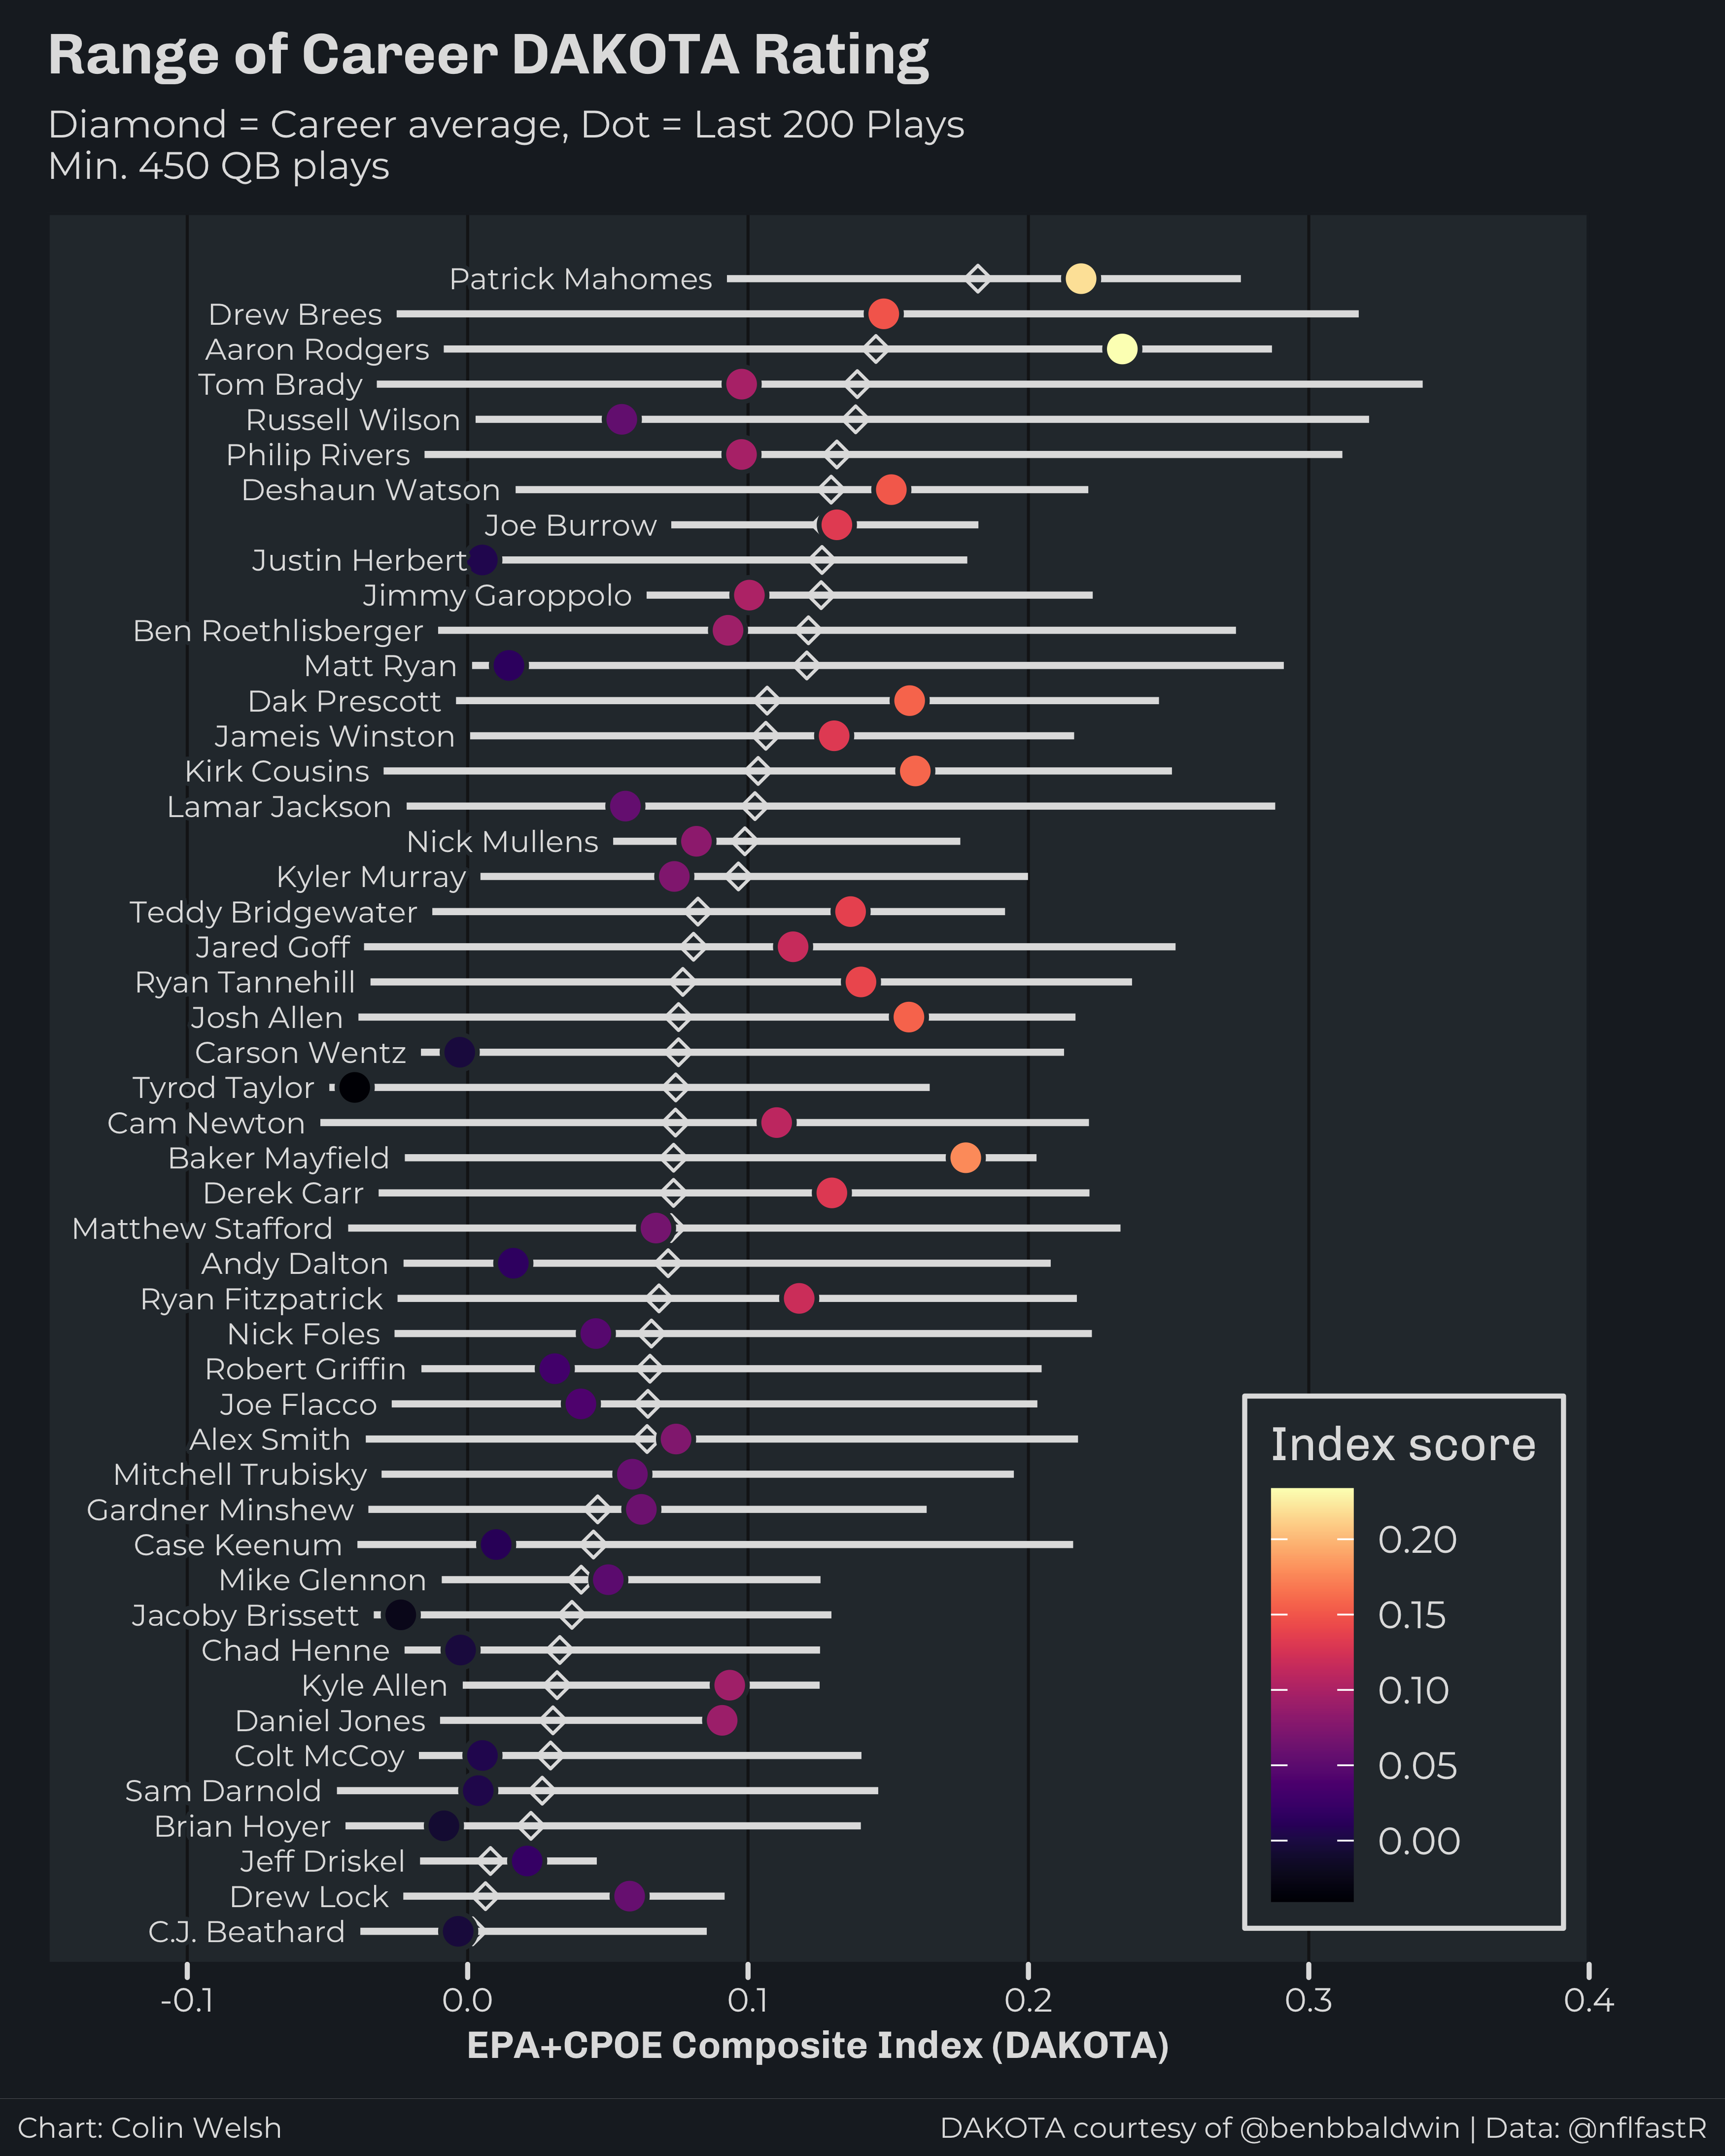 Range of Career DAKOTA Rating
Diamond = Career average, Dot = Last 200 Plays
Min. 450 QB plays
Patrick Mahomes
Drew Brees
Aaron Rodgers
Tom Brady
Russell Wilson
Philip Rivers
Deshaun Watson
Joe Burrow
Justin Herbert
Jimmy Garoppolo
Ben Roethlisberger
Matt Ryan
Dak Prescott
Jameis Winston
Kirk Cousins
Lamar Jackson
Nick Mullens
Kyler Murray
Teddy Bridgewater
Jared Goff
Ryan Tannehill
Josh Allen
Carson Wentz
Tyrod Taylor
Cam Newton
Baker Mayfield
Derek Carr
Matthew Stafford
Andy Dalton
Ryan Fitzpatrick
Nick Foles
Robert Griffin
Joe Flacco
Alex Smith
Mitchell Trubisky
Gardner Minshew
Case Keenum
Mike Glennon
Jacoby Brissett
Chad Henne
Kyle Allen
Daniel Jones
Colt McCoy
Sam Darnold
Brian Hoyer
Jeff Driskel
Drew Lock
C.J. Beathard
Index score
0.20
0.15
0.10
0.05
0.00
-0.1 0.0 0.1 0.2 0.3 0.4
EPA+CPOE Composite Index (DAKOTA)
Chart: Colin Welsh
DAKOTA courtesy of @benbbaldwin | Data: @nflfastR